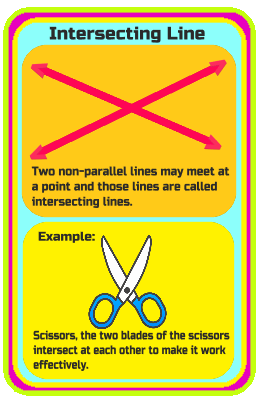 Intersecting Line
Two non-parallel lines may meet at
a point and those lines are called
intersecting lines.
Example:
Scissors, the two blades of the scissors
intersect at each other to make it work
effectively.